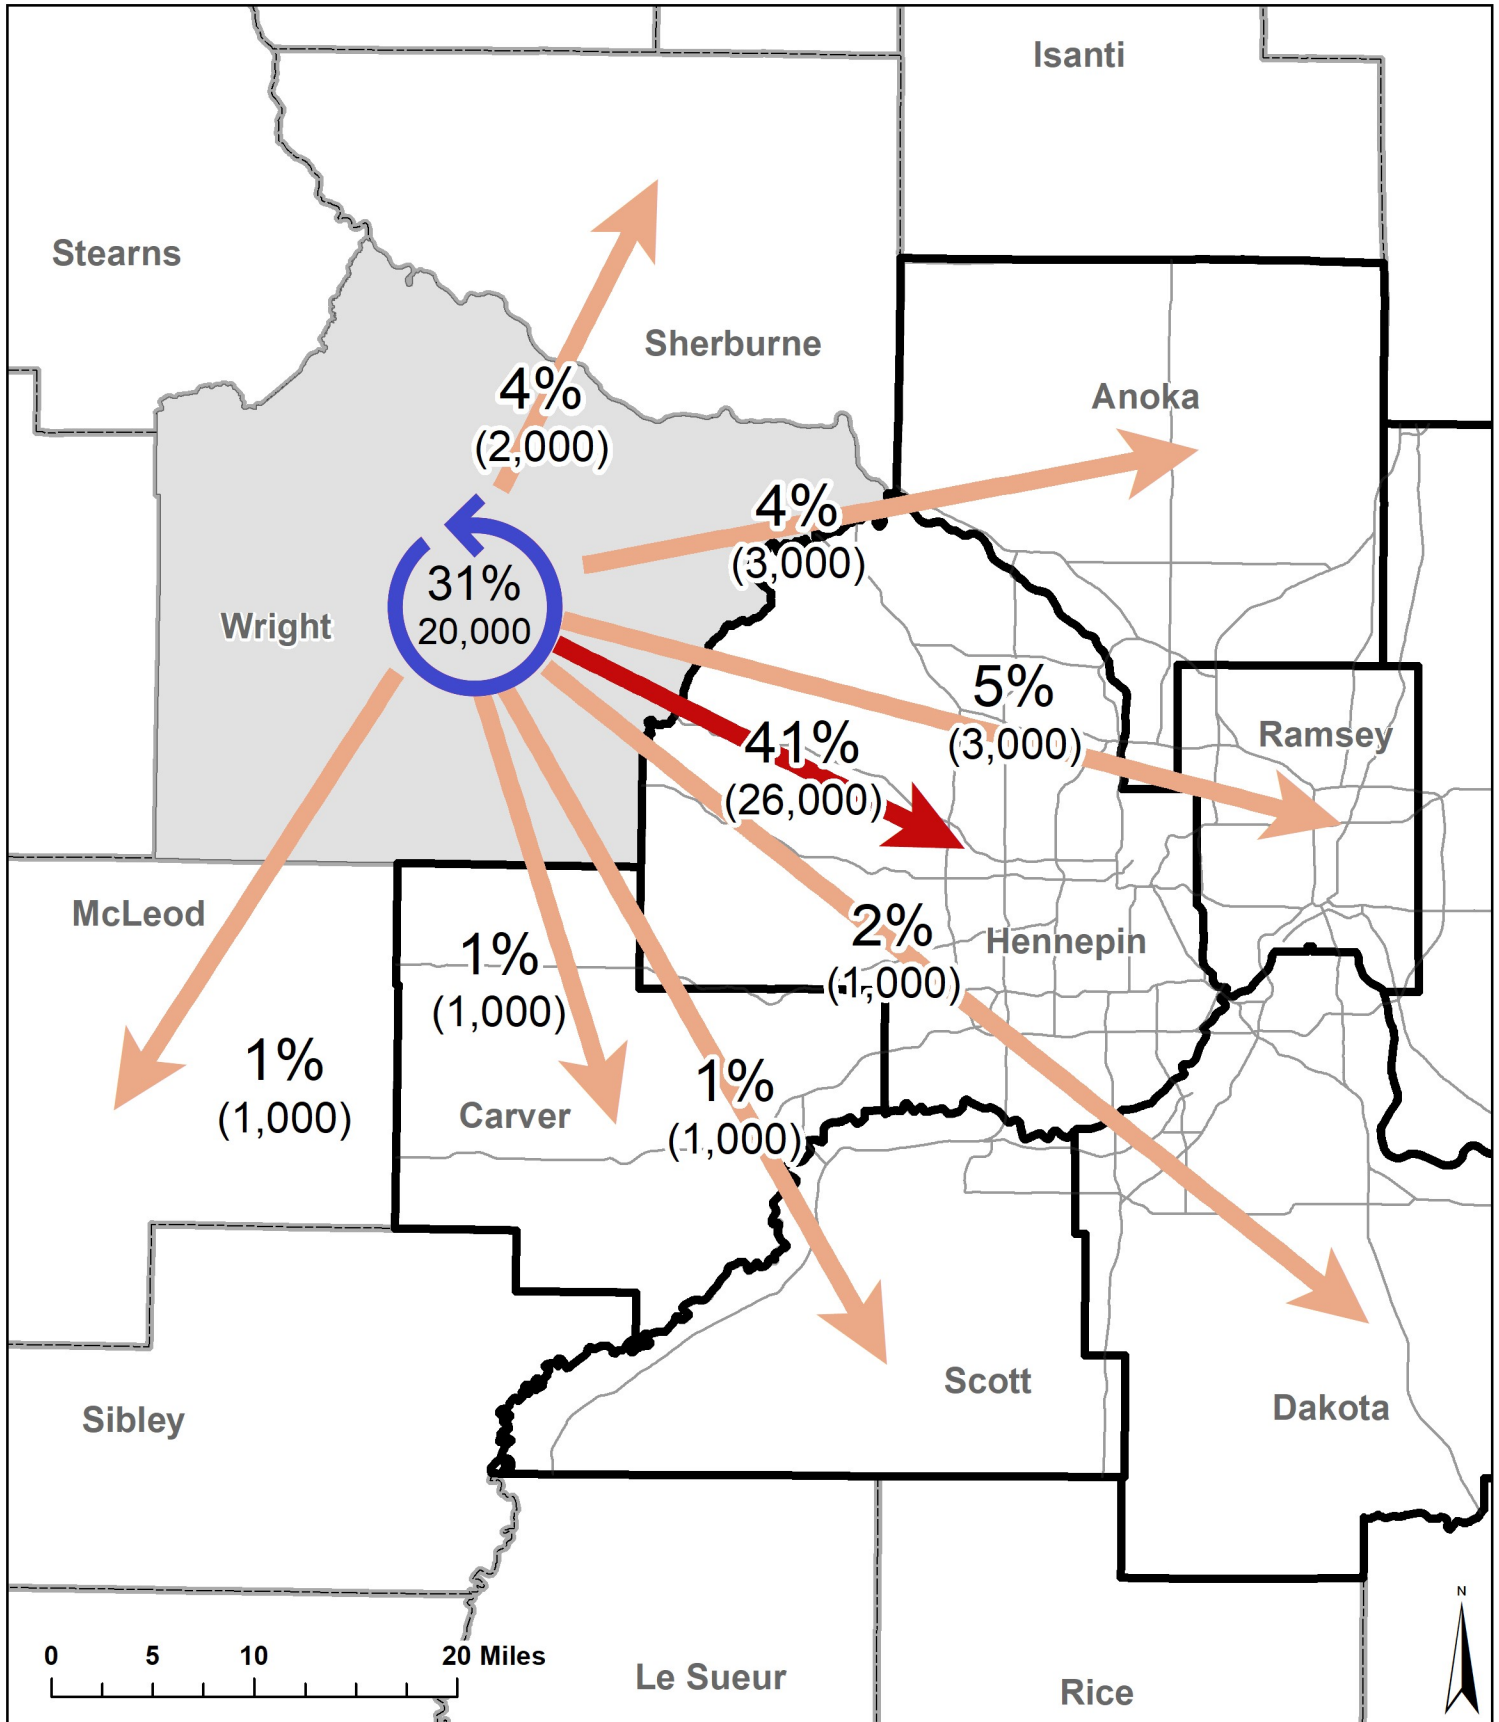 Isanti
Stearns
Sherburne
4%
(2,000)
Anoka
4%
(3,000)
31%
20,000
Wright
5%
(3,000)
Ramsey
41%
(26,000)
McLeod
2%
(1,000)
Hennepin
1%
(1,000)
1%
(1,000)
Carver
1%
(1,000)
Scott
Dakota
Sibley
N
0 5 10 20 Miles
Le Sueur
Rice